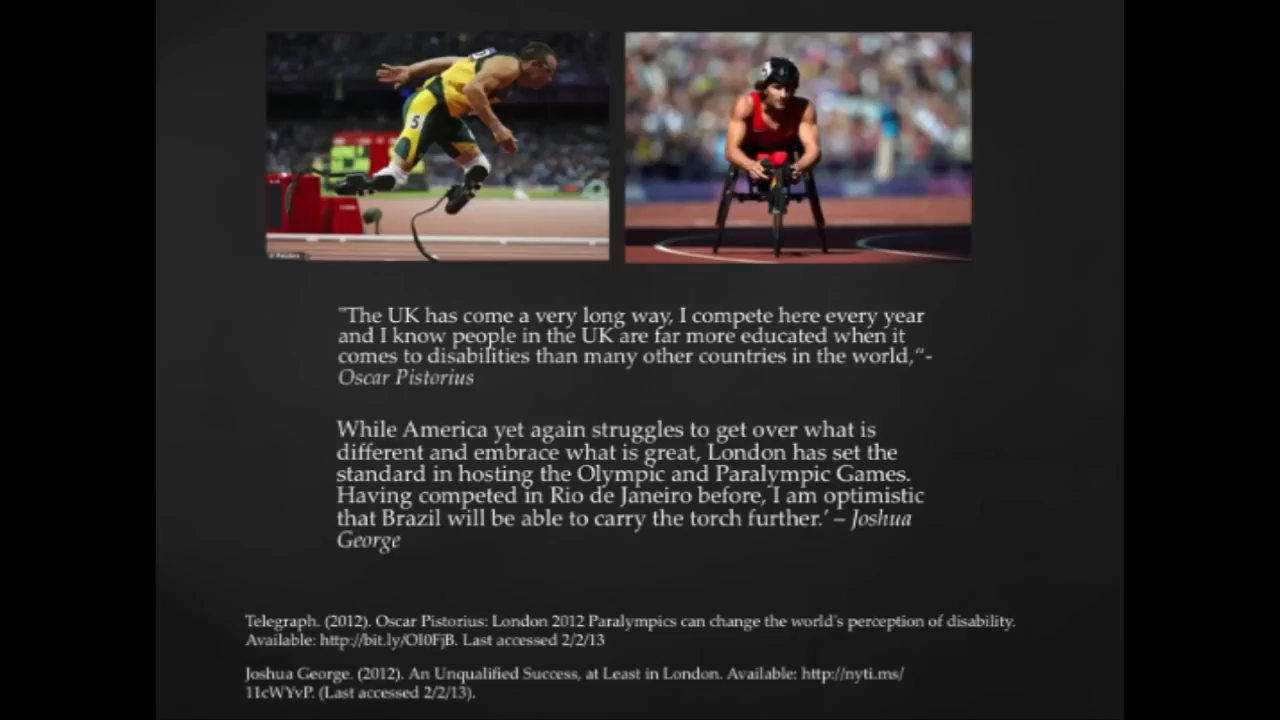 5
© Reuters
"The UK has come a very long way, I compete here every year
and I know people in the UK are far more educated when it
comes to disabilities than many other countries in the world,“-
Oscar Pistorius
While America yet again struggles to get over what is
different and embrace what is great, London has set the
standard in hosting the Olympic and Paralympic Games.
Having competed in Rio de Janeiro before, I am optimistic
that Brazil will be able to carry the torch further.’ – Joshua
George
Telegraph. (2012). Oscar Pistorius: London 2012 Paralympics can change the world's perception of disability.
Available: http://bit.ly/OI0FjB. Last accessed 2/2/13
Joshua George. (2012). An Unqualified Success, at Least in London. Available: http://nyti.ms/
11cWYvP. (Last accessed 2/2/13).